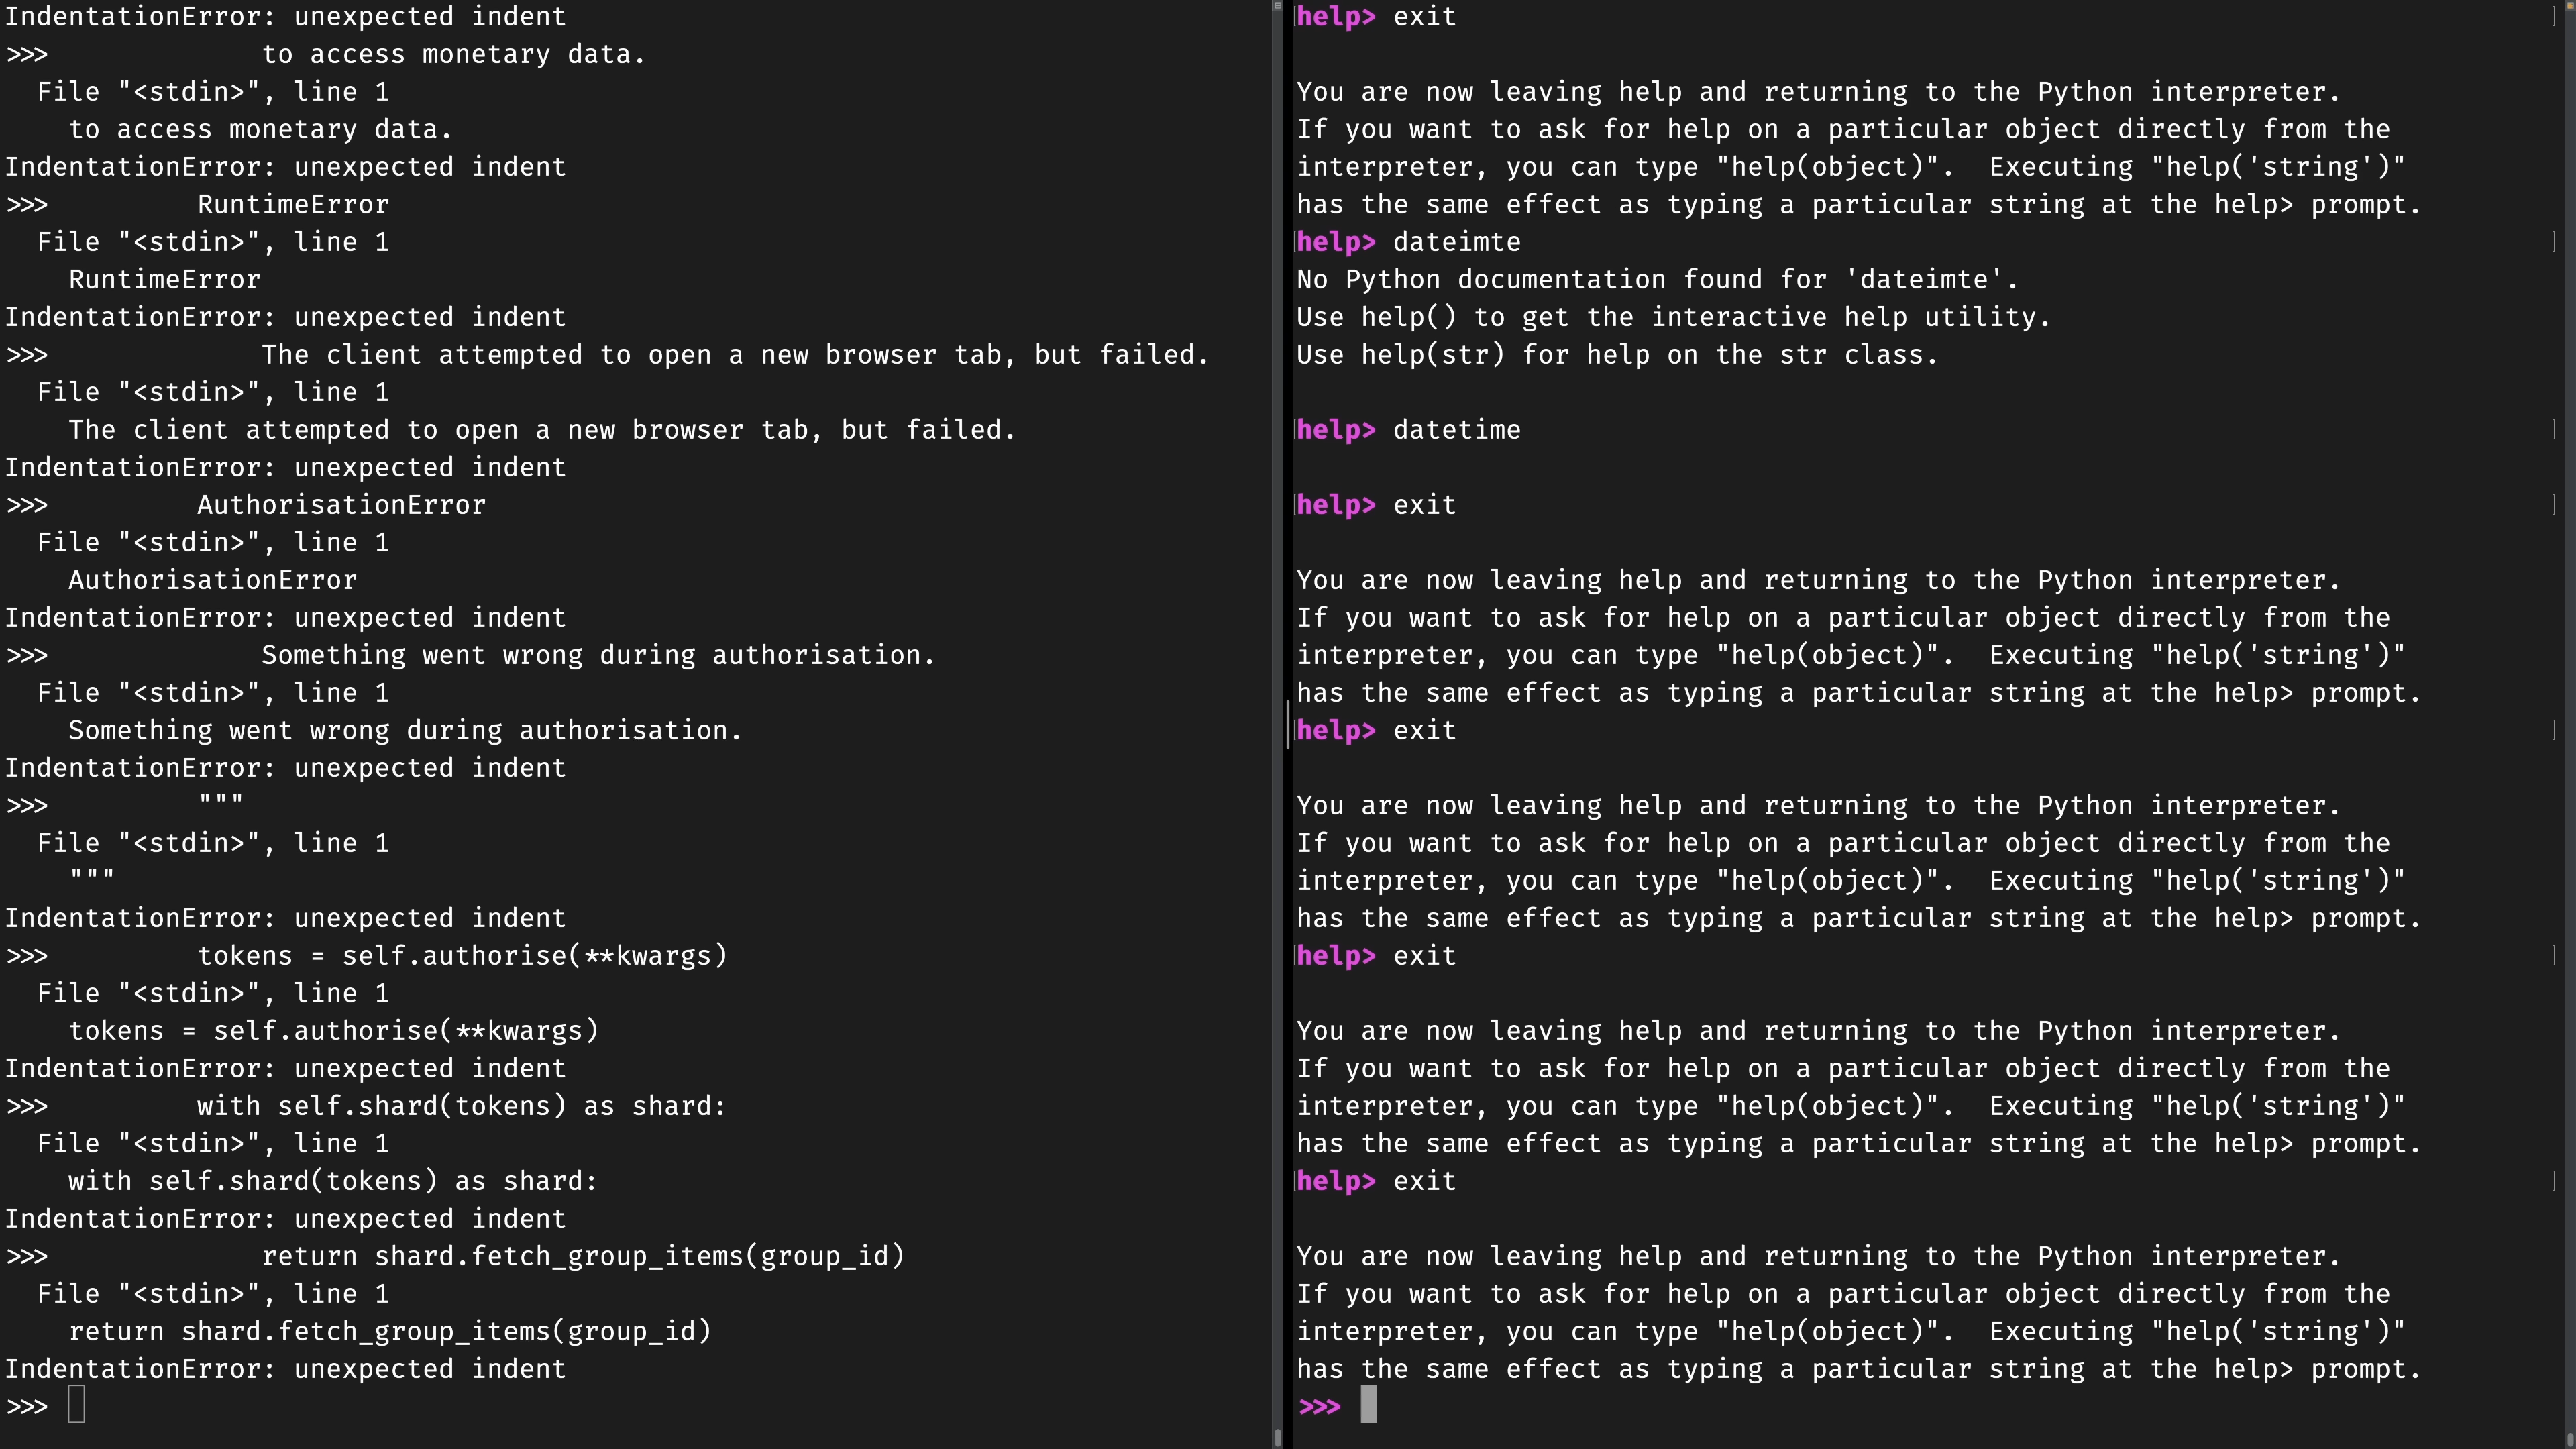 IndentationError: unexpected indent
>>>             to access monetary data.
  File "<stdin>", line 1
    to access monetary data.
IndentationError: unexpected indent
>>>         RuntimeError
  File "<stdin>", line 1
    RuntimeError
IndentationError: unexpected indent
>>>             The client attempted to open a new browser tab, but failed.
  File "<stdin>", line 1
    The client attempted to open a new browser tab, but failed.
IndentationError: unexpected indent
>>>         AuthorisationError
  File "<stdin>", line 1
    AuthorisationError
IndentationError: unexpected indent
>>>             Something went wrong during authorisation.
  File "<stdin>", line 1
    Something went wrong during authorisation.
IndentationError: unexpected indent
>>>         """
  File "<stdin>", line 1
    """
IndentationError: unexpected indent
>>>         tokens = self.authorise(**kwargs)
  File "<stdin>", line 1
    tokens = self.authorise(**kwargs)
IndentationError: unexpected indent
>>>         with self.shard(tokens) as shard:
  File "<stdin>", line 1
    with self.shard(tokens) as shard:
IndentationError: unexpected indent
>>>             return shard.fetch_group_items(group_id)
  File "<stdin>", line 1
    return shard.fetch_group_items(group_id)
IndentationError: unexpected indent
>>>
help> exit
You are now leaving help and returning to the Python interpreter.
If you want to ask for help on a particular object directly from the
interpreter, you can type "help(object)".  Executing "help('string')"
has the same effect as typing a particular string at the help> prompt.
help> dateimte
No Python documentation found for 'dateimte'.
Use help() to get the interactive help utility.
Use help(str) for help on the str class.
help> datetime
help> exit
You are now leaving help and returning to the Python interpreter.
If you want to ask for help on a particular object directly from the
interpreter, you can type "help(object)".  Executing "help('string')"
has the same effect as typing a particular string at the help> prompt.
help> exit
You are now leaving help and returning to the Python interpreter.
If you want to ask for help on a particular object directly from the
interpreter, you can type "help(object)".  Executing "help('string')"
has the same effect as typing a particular string at the help> prompt.
help> exit
You are now leaving help and returning to the Python interpreter.
If you want to ask for help on a particular object directly from the
interpreter, you can type "help(object)".  Executing "help('string')"
has the same effect as typing a particular string at the help> prompt.
help> exit
You are now leaving help and returning to the Python interpreter.
If you want to ask for help on a particular object directly from the
interpreter, you can type "help(object)".  Executing "help('string')"
has the same effect as typing a particular string at the help> prompt.
>>>